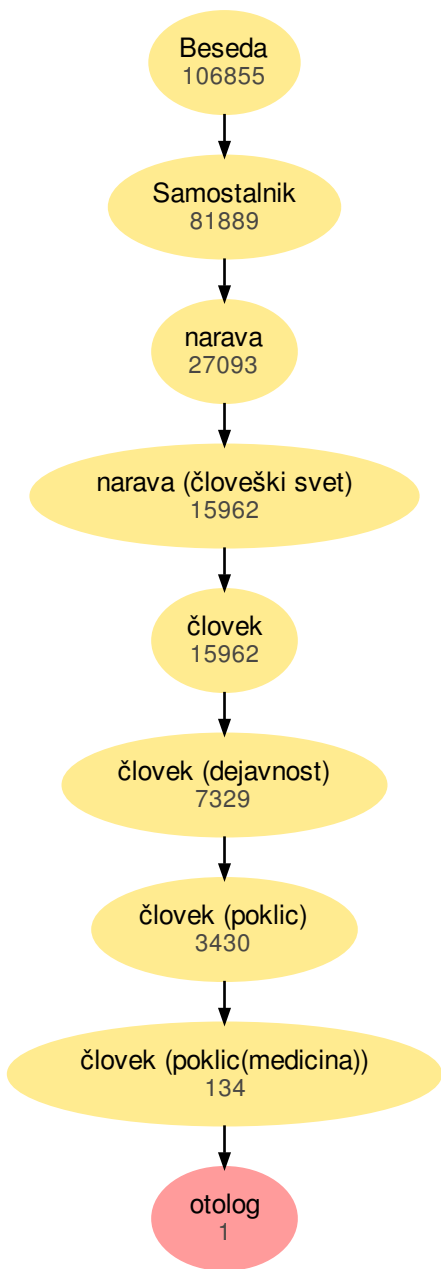 Beseda
106855
Samostalnik
81889
narava
27093
narava (človeški svet)
15962
človek
15962
človek (dejavnost)
7329
človek (poklic)
3430
človek (poklic(medicina))
134
otolog
1